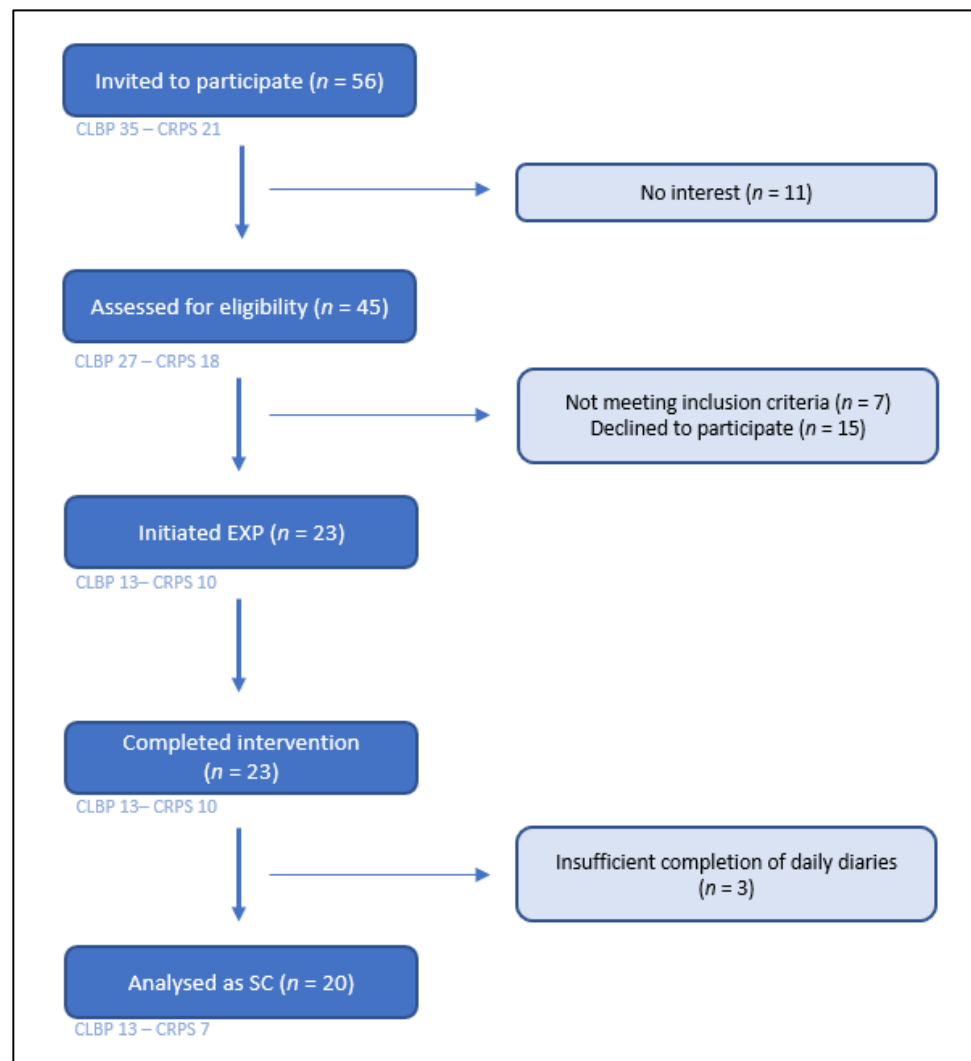 Invited to participate (n = 56)
CLBP 35 – CRPS 21
No interest (n = 11)
Assessed for eligibility (n = 45)
CLBP 27 – CRPS 18
Not meeting inclusion criteria (n = 7)
Declined to participate (n = 15)
Initiated EXP (n = 23)
CLBP 13– CRPS 10
Completed intervention
(n = 23)
CLBP 13– CRPS 10
Insufficient completion of daily diaries
(n = 3)
Analysed as SC (n = 20)
CLBP 13 – CRPS 7